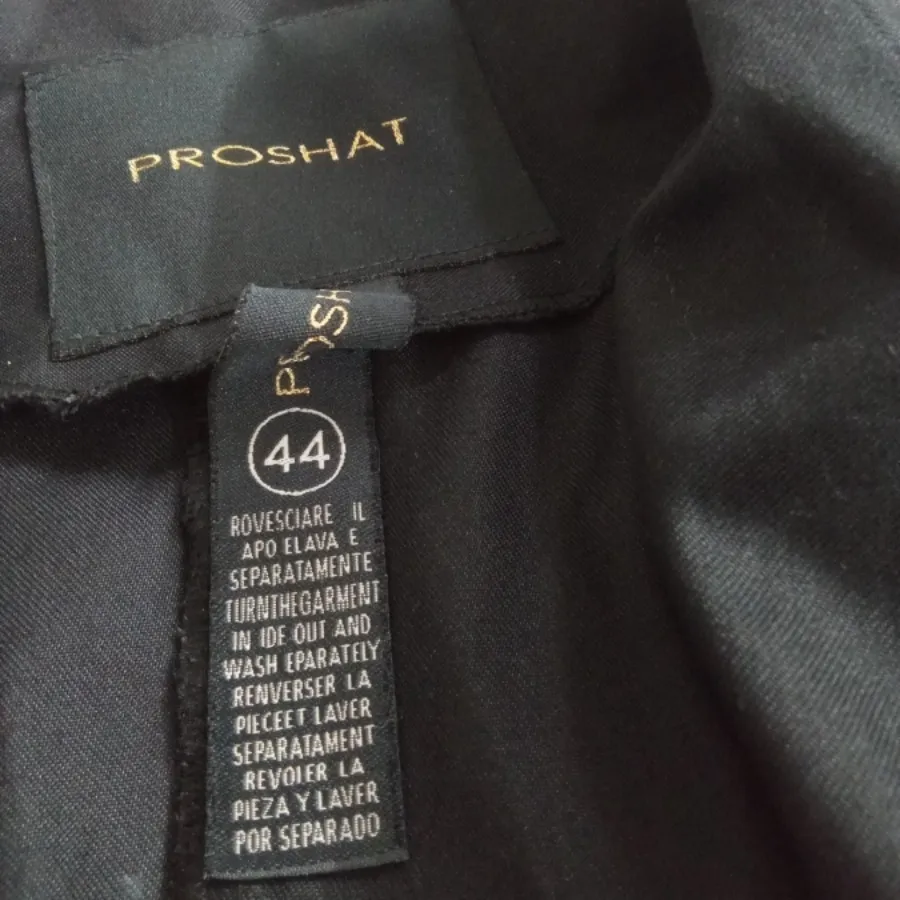 PROSHAT
PROSH
44
ROVESCIARE IL
APO ELAVA E
SEPARATAMENTE
TURNTHEGARMENT
IN IDE OUT AND
WASH EPARATELY
RENVERSER LA
PIECEET LAVER
SEPARATAMENT
REVOIER LA
PIEZA Y LAVER
POR SEPARADO